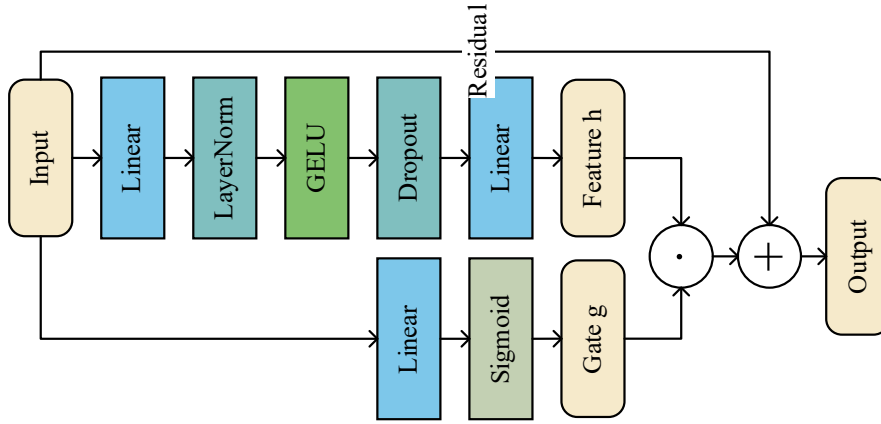 Residual
Input
Linear
LayerNorm
GELU
Dropout
Linear
Feature h
Linear
Sigmoid
Gate g
·
+
Output